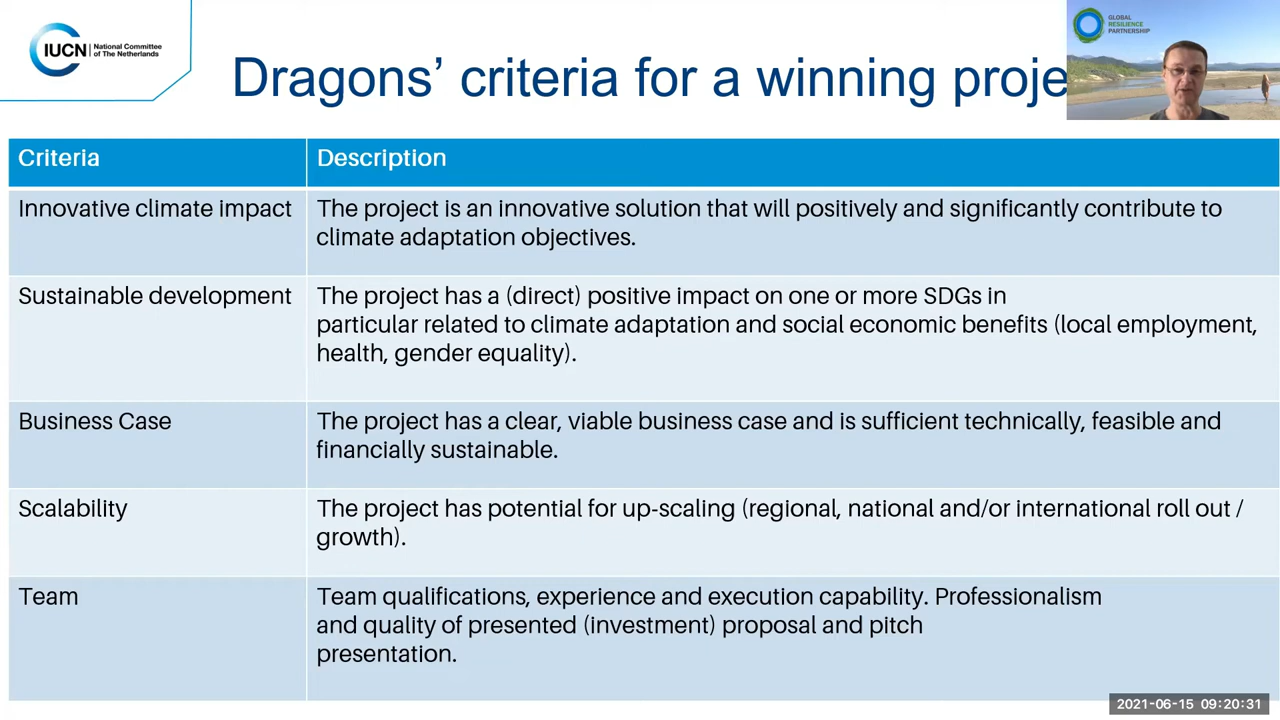 IUCN
National Committee
of The Netherlands
Dragons’ criteria for a winning proje
GLOBAL
RESILIENCE
PARTNERSHIP
Criteria
Description
Innovative climate impact
The project is an innovative solution that will positively and significantly contribute to
climate adaptation objectives.
Sustainable development
The project has a (direct) positive impact on one or more SDGs in
particular related to climate adaptation and social economic benefits (local employment,
health, gender equality).
Business Case
The project has a clear, viable business case and is sufficient technically, feasible and
financially sustainable.
Scalability
The project has potential for up-scaling (regional, national and/or international roll out /
growth).
Team
Team qualifications, experience and execution capability. Professionalism
and quality of presented (investment) proposal and pitch
presentation.
2021-06-15 09:20:31